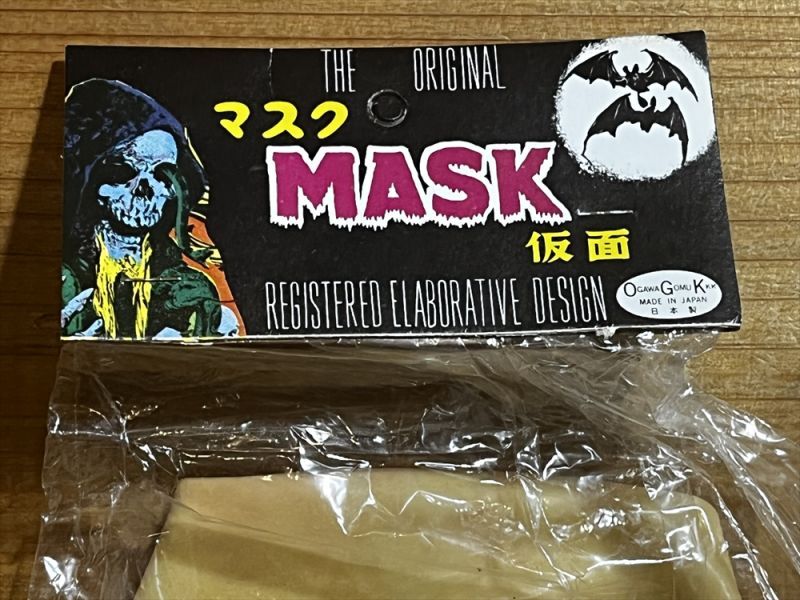 THE ORIGINAL
マスク
MASK
仮面
REGISTERED ELABORATIVE DESIGN
OGAWA GOMU K.K.
MADE IN JAPAN
日本製